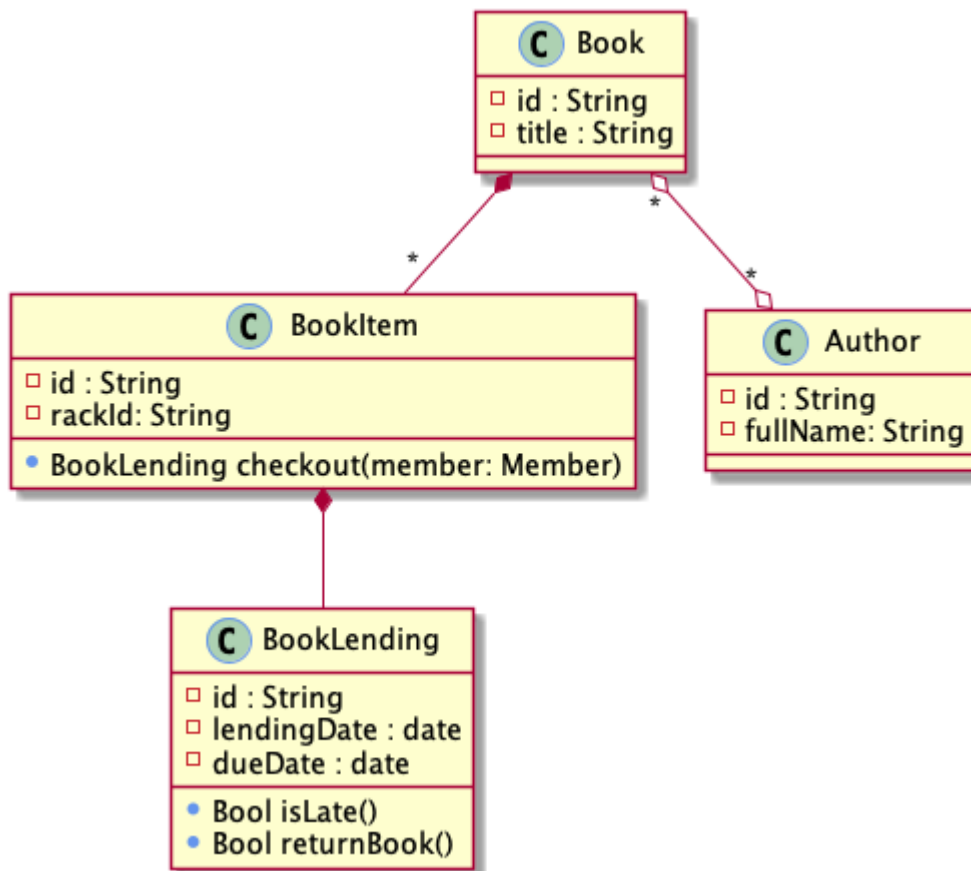 C Book
id : String
title : String
*
*
*
C BookItem
id : String
rackId: String
BookLending checkout(member: Member)
C Author
id : String
fullName: String
C BookLending
id : String
lendingDate : date
dueDate : date
Bool isLate()
Bool returnBook()